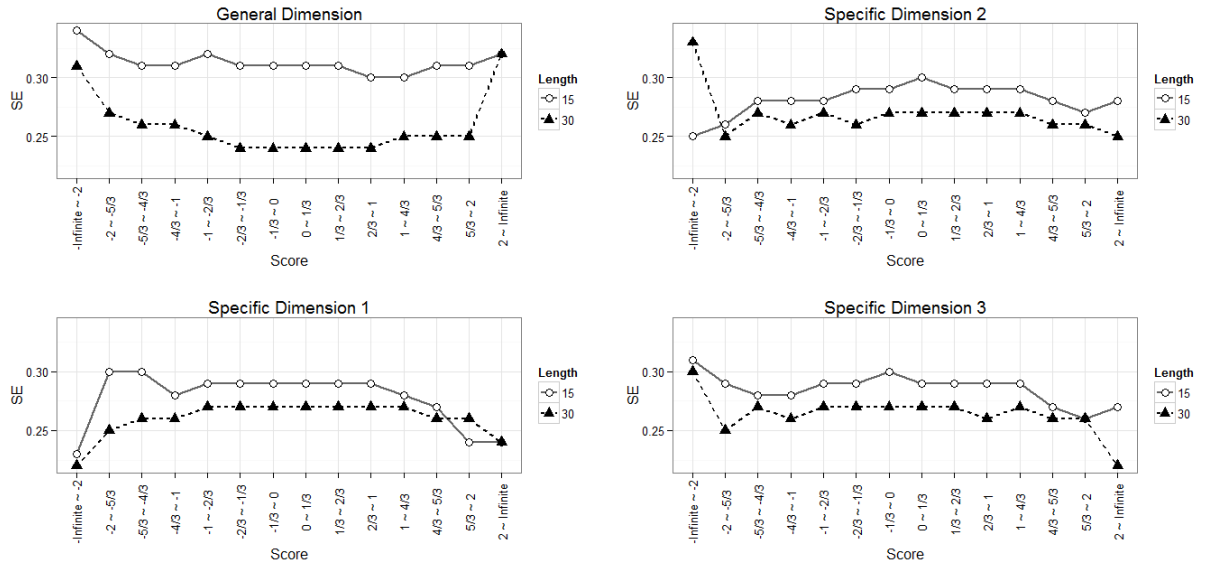 General Dimension
SE
0.30
0.25
-Infinite ~ -2
-2 ~ -5/3
-5/3 ~ -4/3
-4/3 ~ -1
-1 ~ -2/3
-2/3 ~ -1/3
-1/3 ~ 0
0 ~ 1/3
1/3 ~ 2/3
2/3 ~ 1
1 ~ 4/3
4/3 ~ 5/3
5/3 ~ 2
2 ~ Infinite
Score
Length
15
30
Specific Dimension 2
SE
0.30
0.25
-Infinite ~ -2
-2 ~ -5/3
-5/3 ~ -4/3
-4/3 ~ -1
-1 ~ -2/3
-2/3 ~ -1/3
-1/3 ~ 0
0 ~ 1/3
1/3 ~ 2/3
2/3 ~ 1
1 ~ 4/3
4/3 ~ 5/3
5/3 ~ 2
2 ~ Infinite
Score
Length
15
30
Specific Dimension 1
SE
0.30
0.25
-Infinite ~ -2
-2 ~ -5/3
-5/3 ~ -4/3
-4/3 ~ -1
-1 ~ -2/3
-2/3 ~ -1/3
-1/3 ~ 0
0 ~ 1/3
1/3 ~ 2/3
2/3 ~ 1
1 ~ 4/3
4/3 ~ 5/3
5/3 ~ 2
2 ~ Infinite
Score
Length
15
30
Specific Dimension 3
SE
0.30
0.25
-Infinite ~ -2
-2 ~ -5/3
-5/3 ~ -4/3
-4/3 ~ -1
-1 ~ -2/3
-2/3 ~ -1/3
-1/3 ~ 0
0 ~ 1/3
1/3 ~ 2/3
2/3 ~ 1
1 ~ 4/3
4/3 ~ 5/3
5/3 ~ 2
2 ~ Infinite
Score
Length
15
30